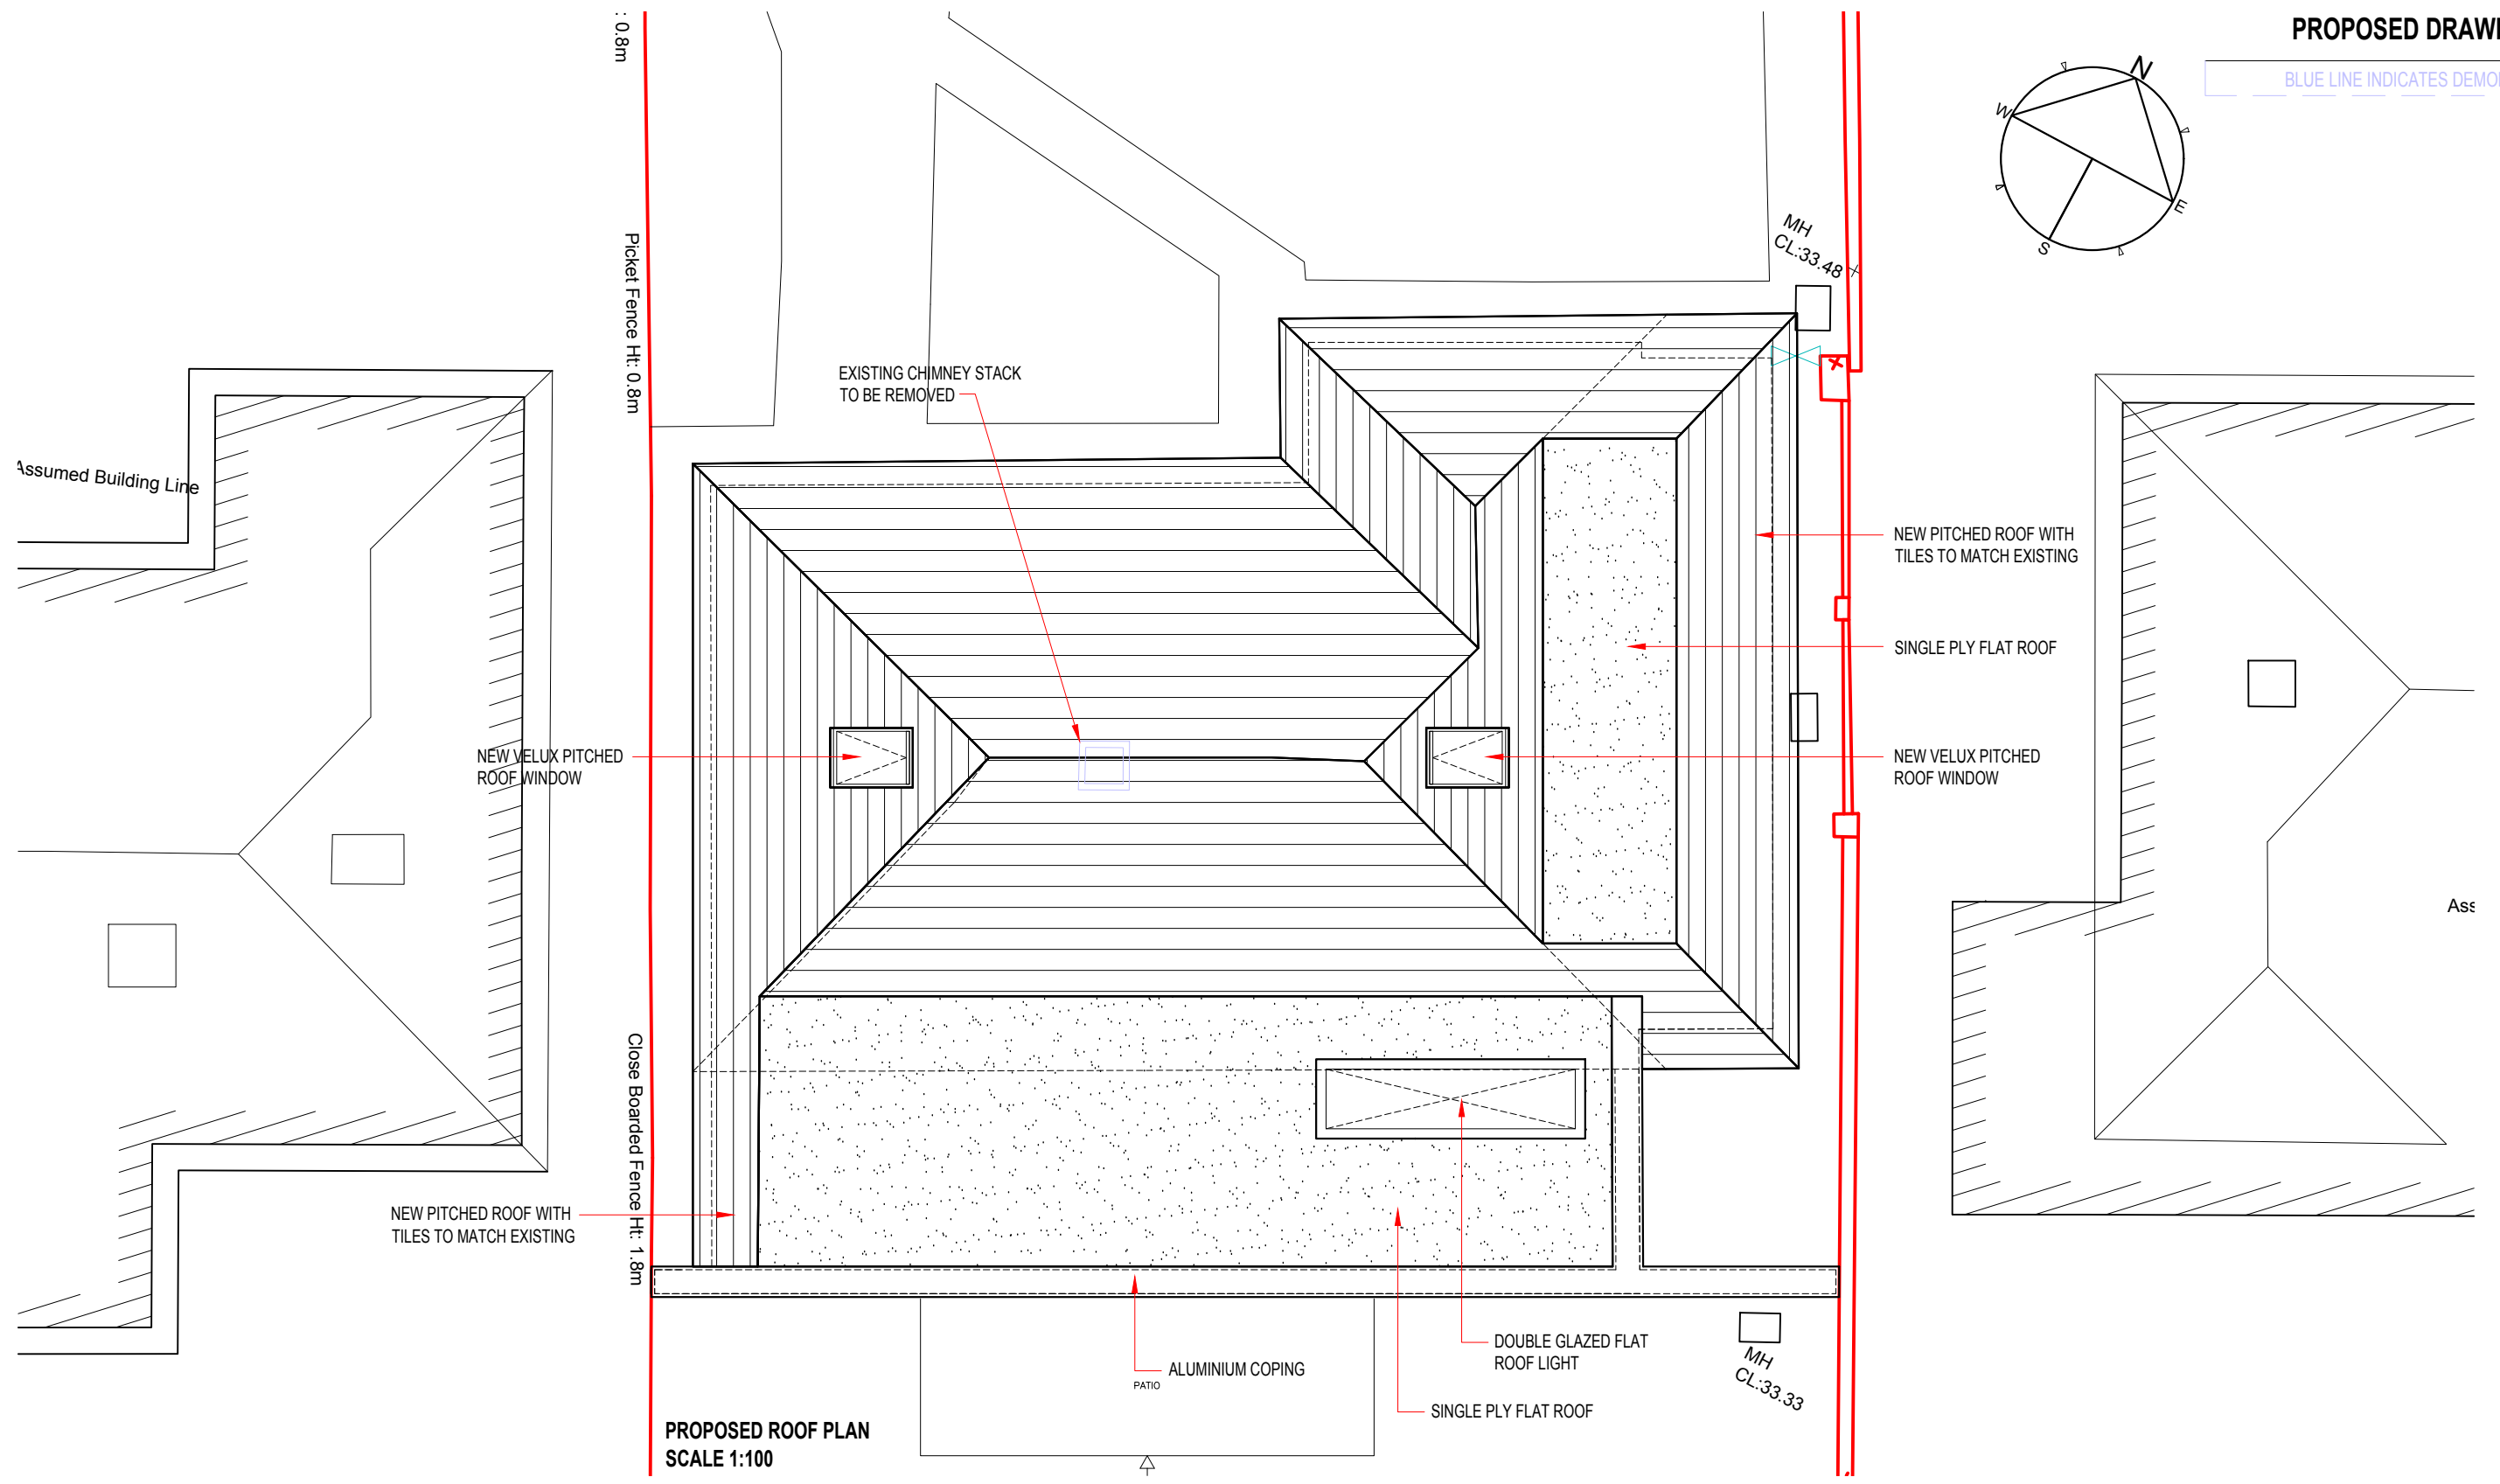 : 0.8m
PROPOSED DRAWI
BLUE LINE INDICATES DEMO
N
W
E
S
MH
CL:33.48
Picket Fence Ht: 0.8m
EXISTING CHIMNEY STACK
TO BE REMOVED
Assumed Building Line
NEW PITCHED ROOF WITH
TILES TO MATCH EXISTING
SINGLE PLY FLAT ROOF
NEW VELUX PITCHED
ROOF WINDOW
NEW VELUX PITCHED
ROOF WINDOW
Ass
Close Boarded Fence Ht: 1.8m
NEW PITCHED ROOF WITH
TILES TO MATCH EXISTING
DOUBLE GLAZED FLAT
ROOF LIGHT
ALUMINIUM COPING
PATIO
MH
CL:33.33
SINGLE PLY FLAT ROOF
PROPOSED ROOF PLAN
SCALE 1:100